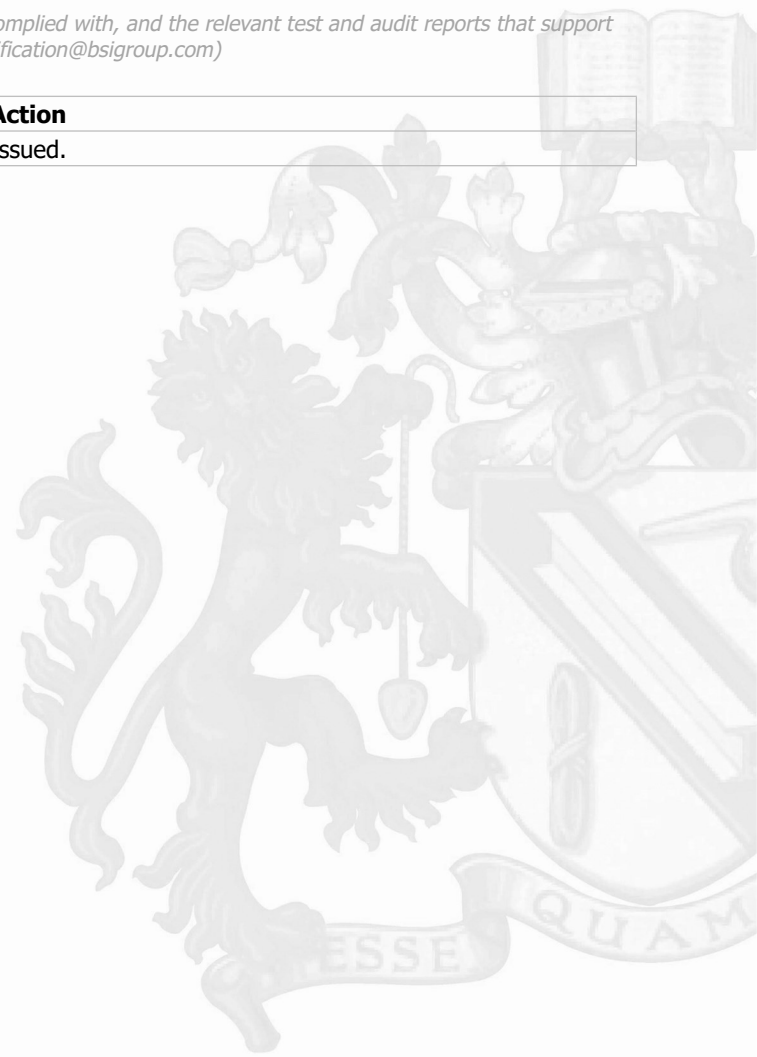 omplied with, and the relevant test and audit reports that support
fication@bsigroup.com)
Action
ssued.
ESSE QUAM